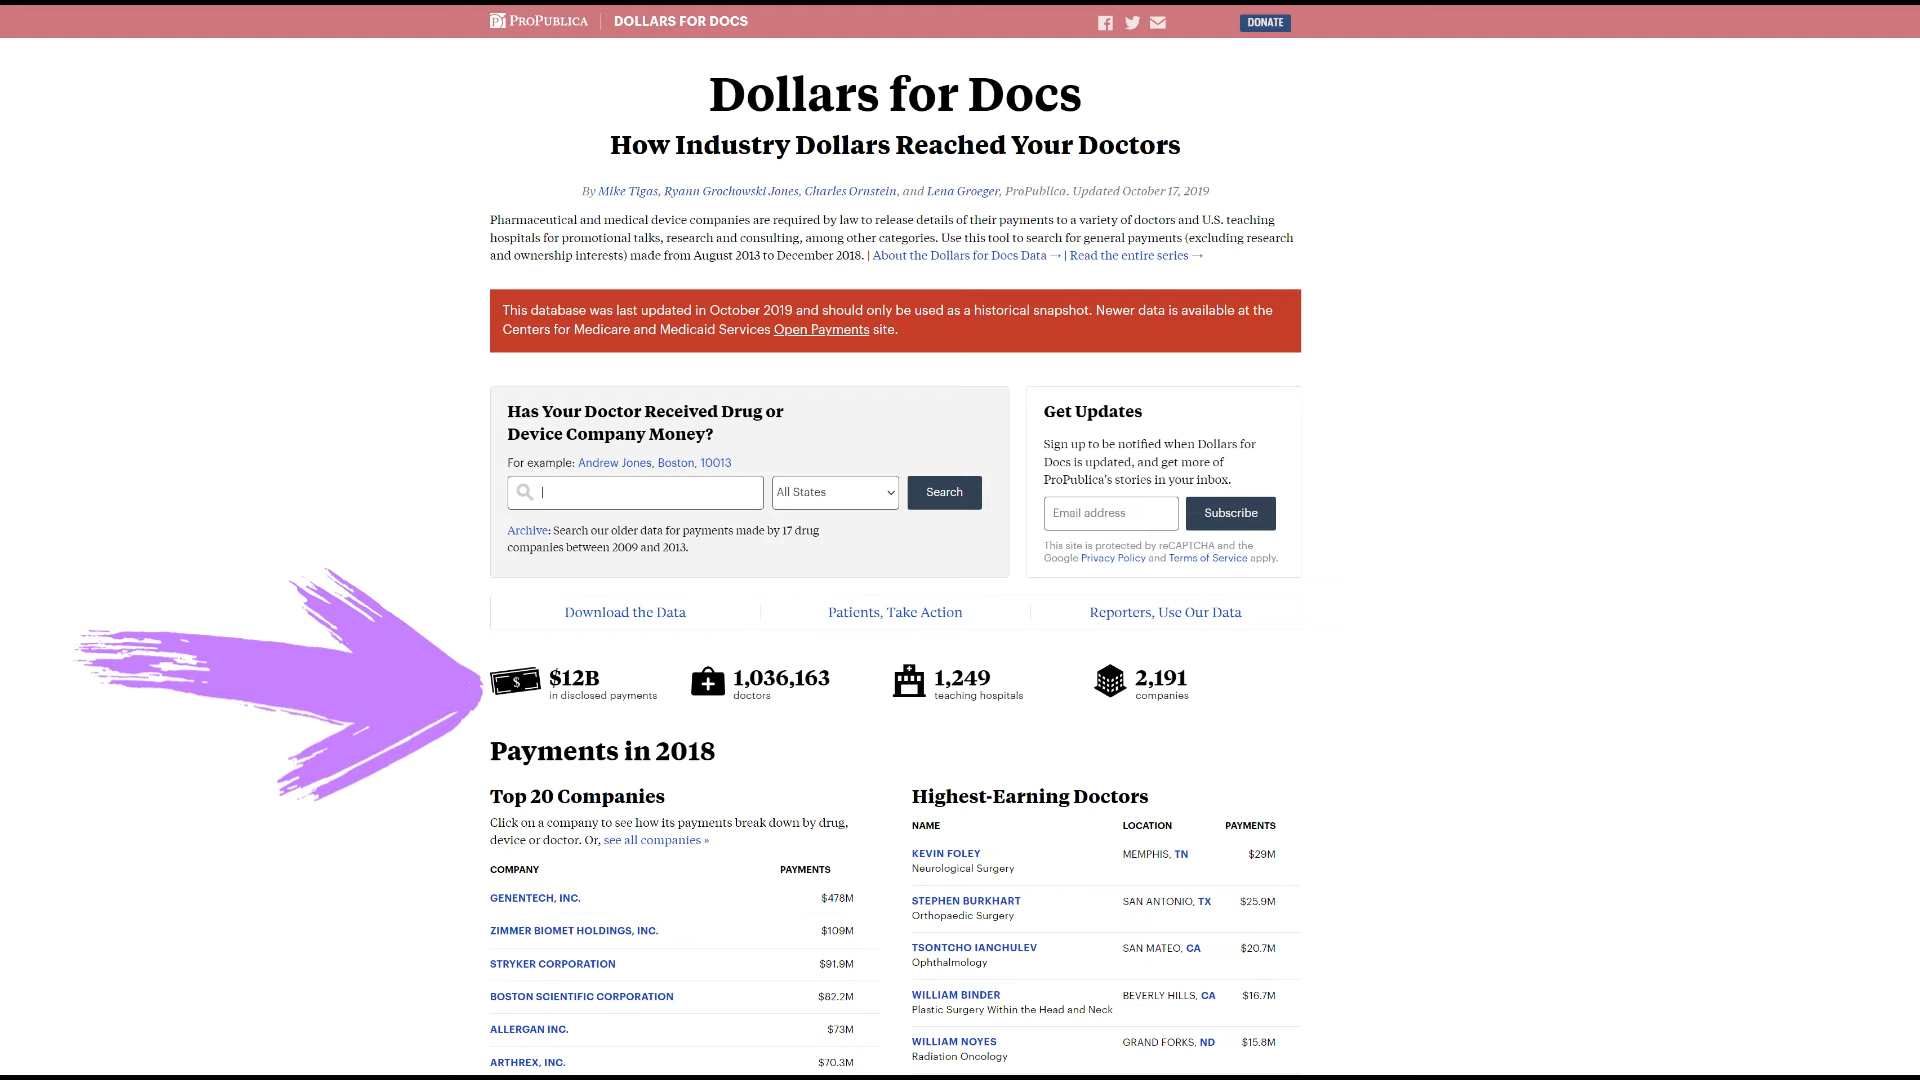 ProPublica
DOLLARS FOR DOCS
DONATE
Dollars for Docs
How Industry Dollars Reached Your Doctors
By Mike Tigas, Ryann Grochowski Jones, Charles Ornstein, and Lena Groeger, ProPublica. Updated October 17, 2019
Pharmaceutical and medical device companies are required by law to release details of their payments to a variety of doctors and U.S. teaching
hospitals for promotional talks, research and consulting, among other categories. Use this tool to search for general payments (excluding research
and ownership interests) made from August 2013 to December 2018. | About the Dollars for Docs Data → | Read the entire series →
This database was last updated in October 2019 and should only be used as a historical snapshot. Newer data is available at the
Centers for Medicare and Medicaid Services Open Payments site.
Has Your Doctor Received Drug or
Device Company Money?
For example: Andrew Jones, Boston, 10013
All States
Search
Archive: Search our older data for payments made by 17 drug
companies between 2009 and 2013.
Get Updates
Sign up to be notified when Dollars for
Docs is updated, and get more of
ProPublica's stories in your inbox.
Email address
Subscribe
This site is protected by reCAPTCHA and the
Google Privacy Policy and Terms of Service apply.
Download the Data
Patients, Take Action
Reporters, Use Our Data
$12B
in disclosed payments
1,036,163
doctors
1,249
teaching hospitals
2,191
companies
Payments in 2018
Top 20 Companies
Click on a company to see how its payments break down by drug,
device or doctor. Or, see all companies »
COMPANY PAYMENTS
GENENTECH, INC. $478M
ZIMMER BIOMET HOLDINGS, INC. $109M
STRYKER CORPORATION $91.9M
BOSTON SCIENTIFIC CORPORATION $82.2M
ALLERGAN INC. $73M
ARTHREX, INC. $70.3M
Highest-Earning Doctors
NAME LOCATION PAYMENTS
KEVIN FOLEY MEMPHIS, TN $29M
Neurological Surgery
STEPHEN BURKHART SAN ANTONIO, TX $25.9M
Orthopaedic Surgery
TSONTCHO IANCHULEV SAN MATEO, CA $20.7M
Ophthalmology
WILLIAM BINDER BEVERLY HILLS, CA $16.7M
Plastic Surgery Within the Head and Neck
WILLIAM NOYES GRAND FORKS, ND $15.8M
Radiation Oncology